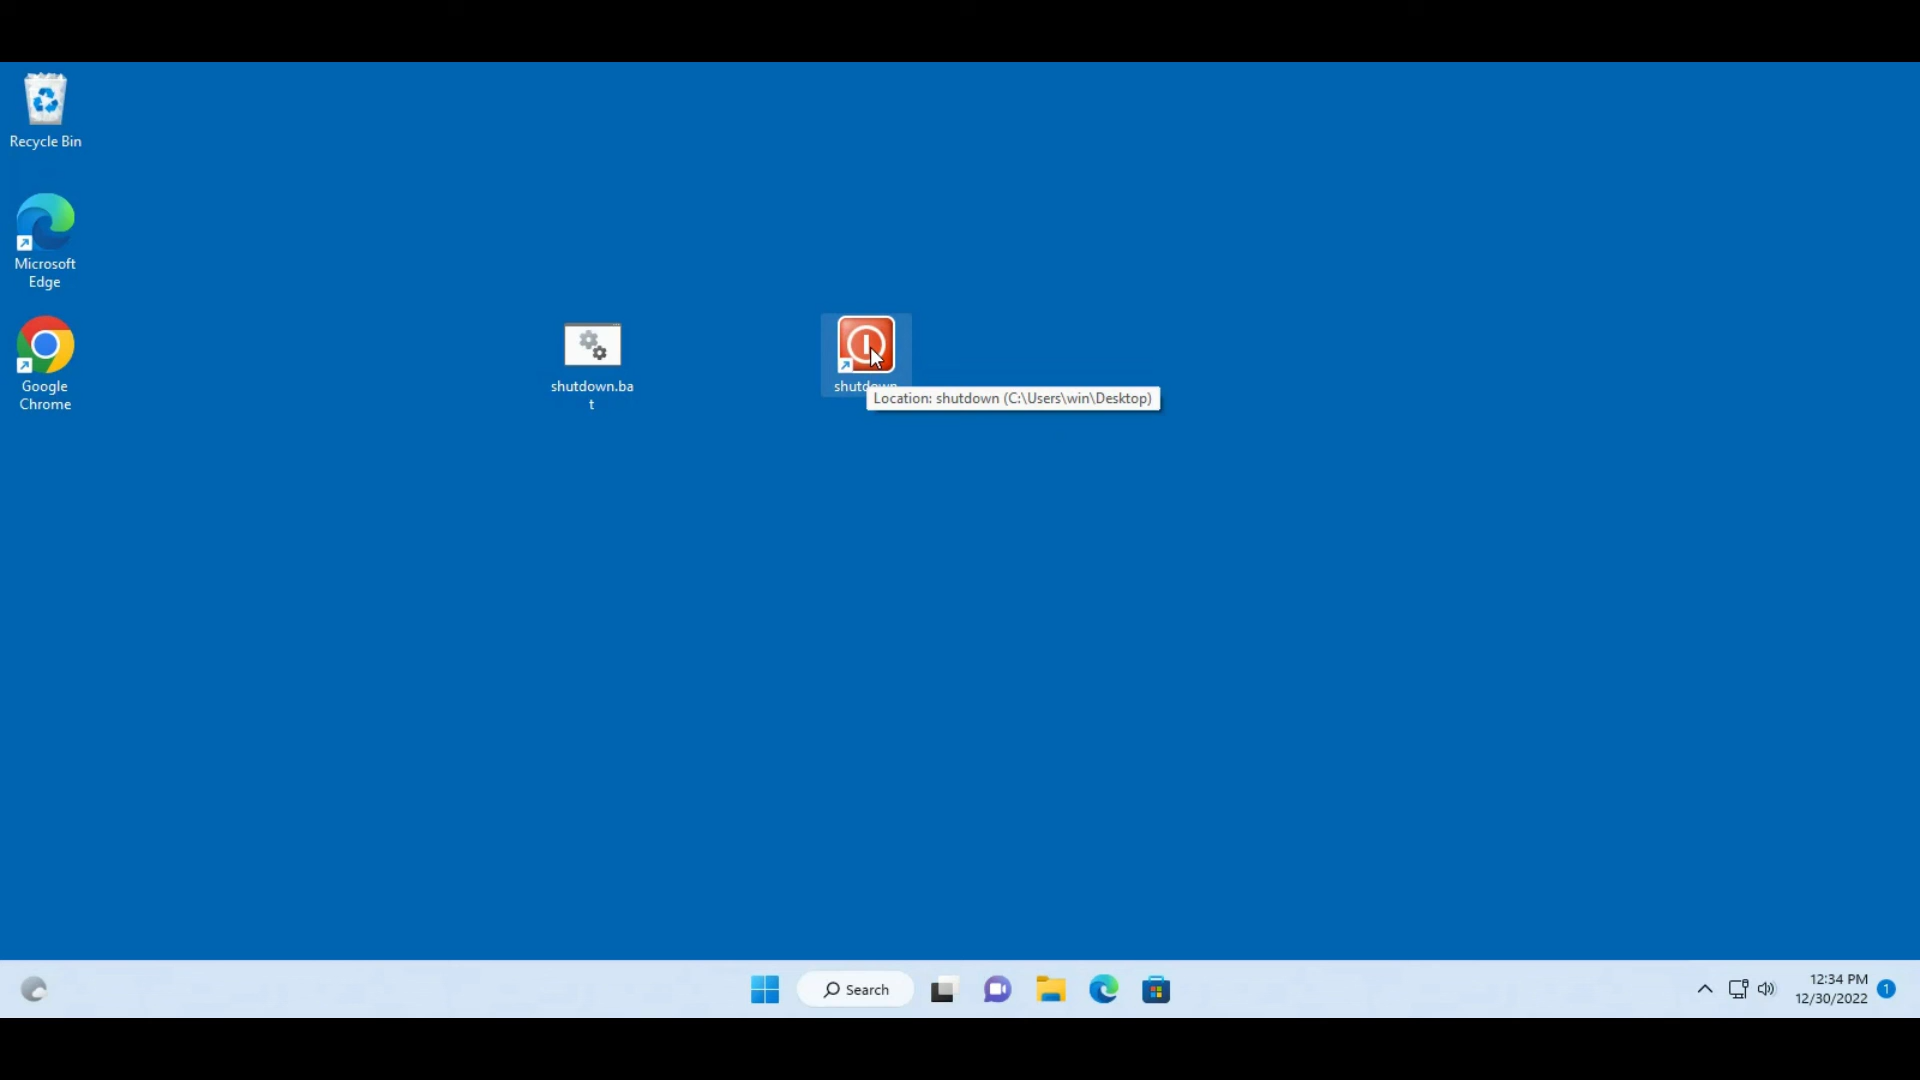 Recycle Bin
Microsoft
Edge
Google
Chrome
shutdown.ba
t
shutdown
Location: shutdown (C:\Users\win\Desktop)
Search
12:34 PM
12/30/2022
1